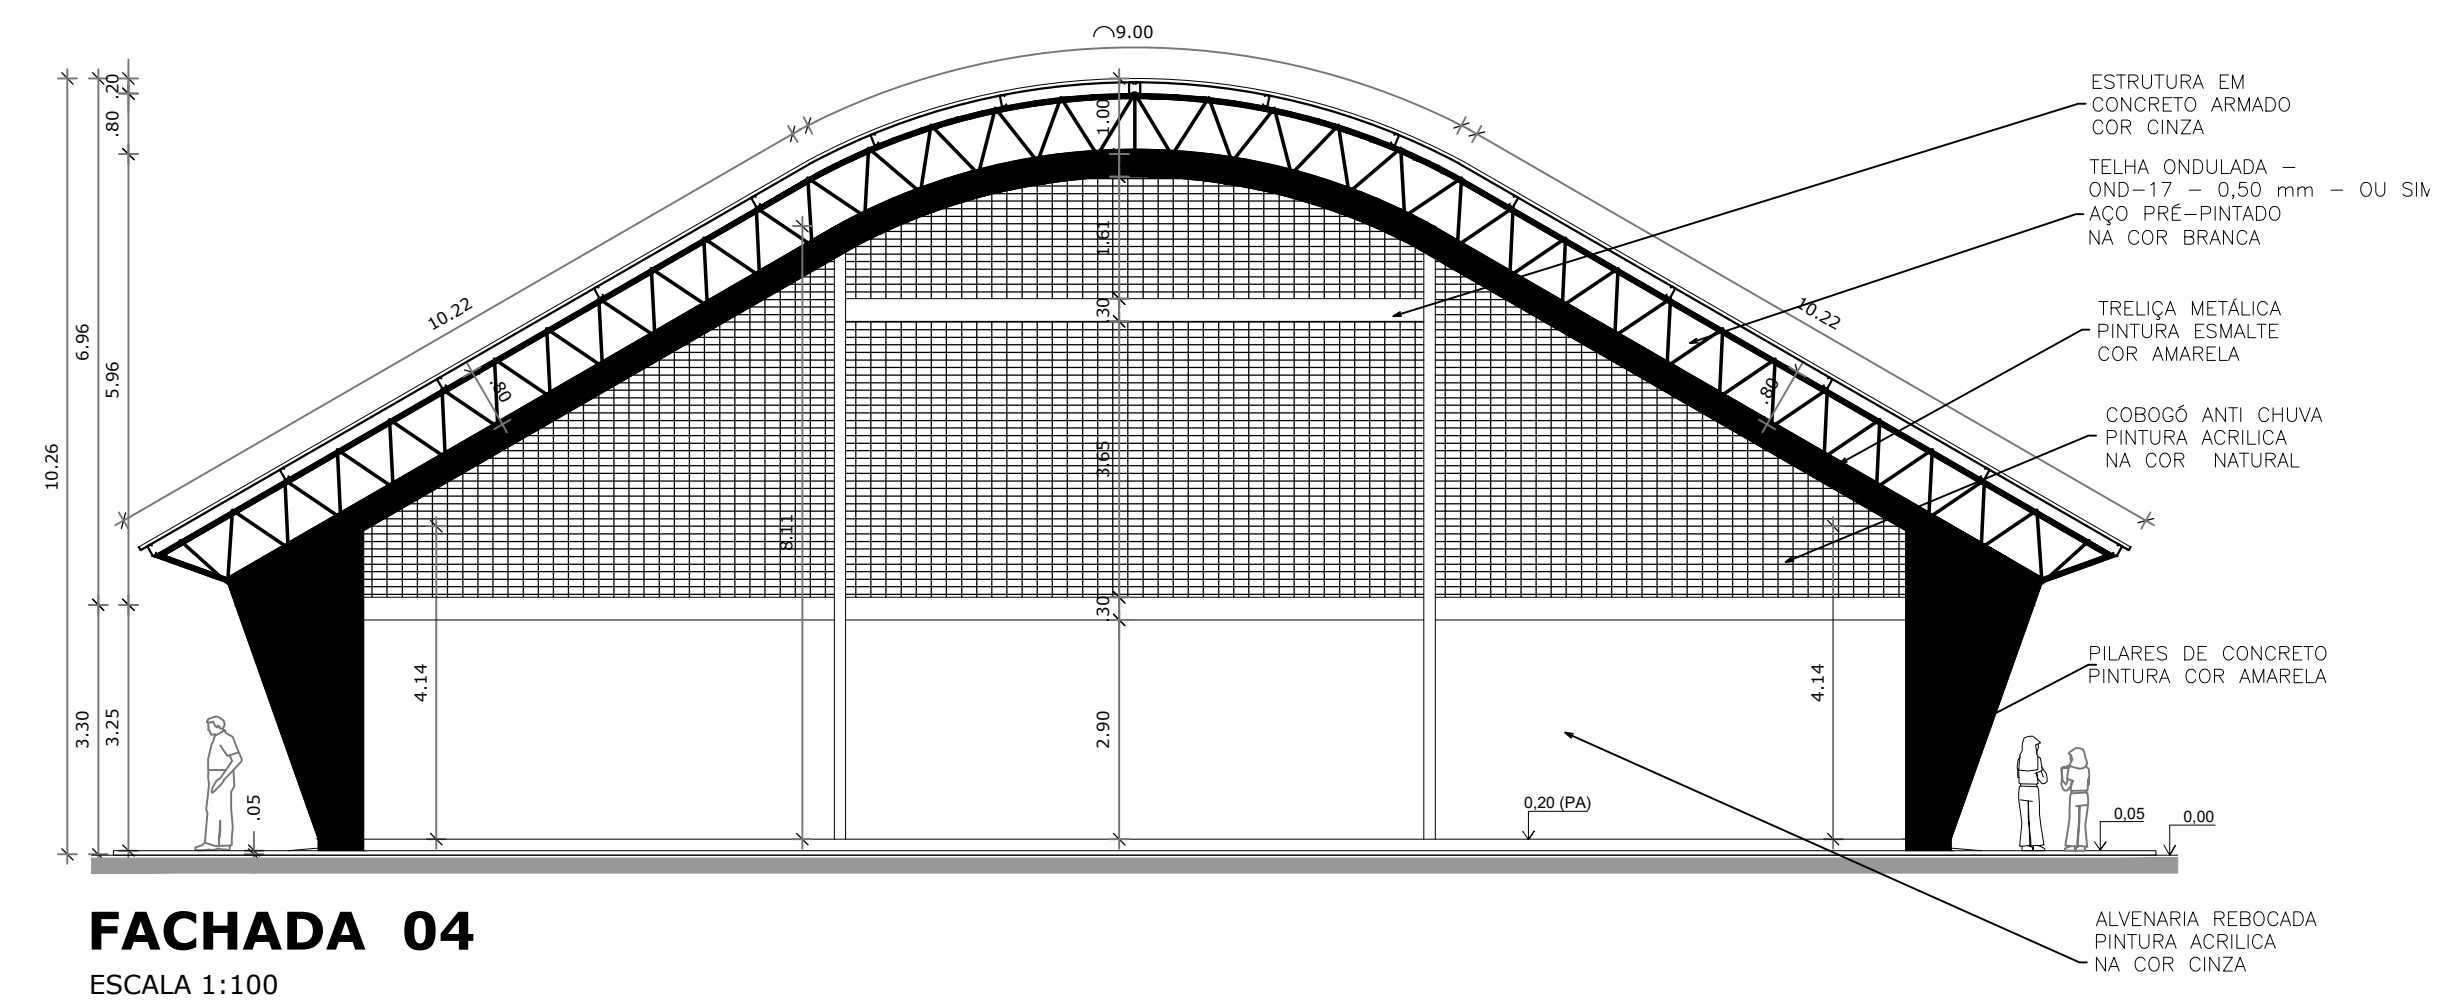 ⌒9.00
.20
.80
1.00
ESTRUTURA EM
CONCRETO ARMADO
COR CINZA
TELHA ONDULADA -
OND-17 - 0,50 mm - OU SIM
AÇO PRÉ-PINTADO
NA COR BRANCA
1.61
.30
10.22
10.22
6.96
5.96
.80
.80
TRELIÇA METÁLICA
PINTURA ESMALTE
COR AMARELA
COBOGÓ ANTI CHUVA
PINTURA ACRILICA
NA COR NATURAL
10.26
3.65
8.11
.30
4.14
4.14
PILARES DE CONCRETO
PINTURA COR AMARELA
3.30
3.25
2.90
.05
0,20 (PA)
0,05
0,00
FACHADA 04
ESCALA 1:100
ALVENARIA REBOCADA
PINTURA ACRILICA
NA COR CINZA